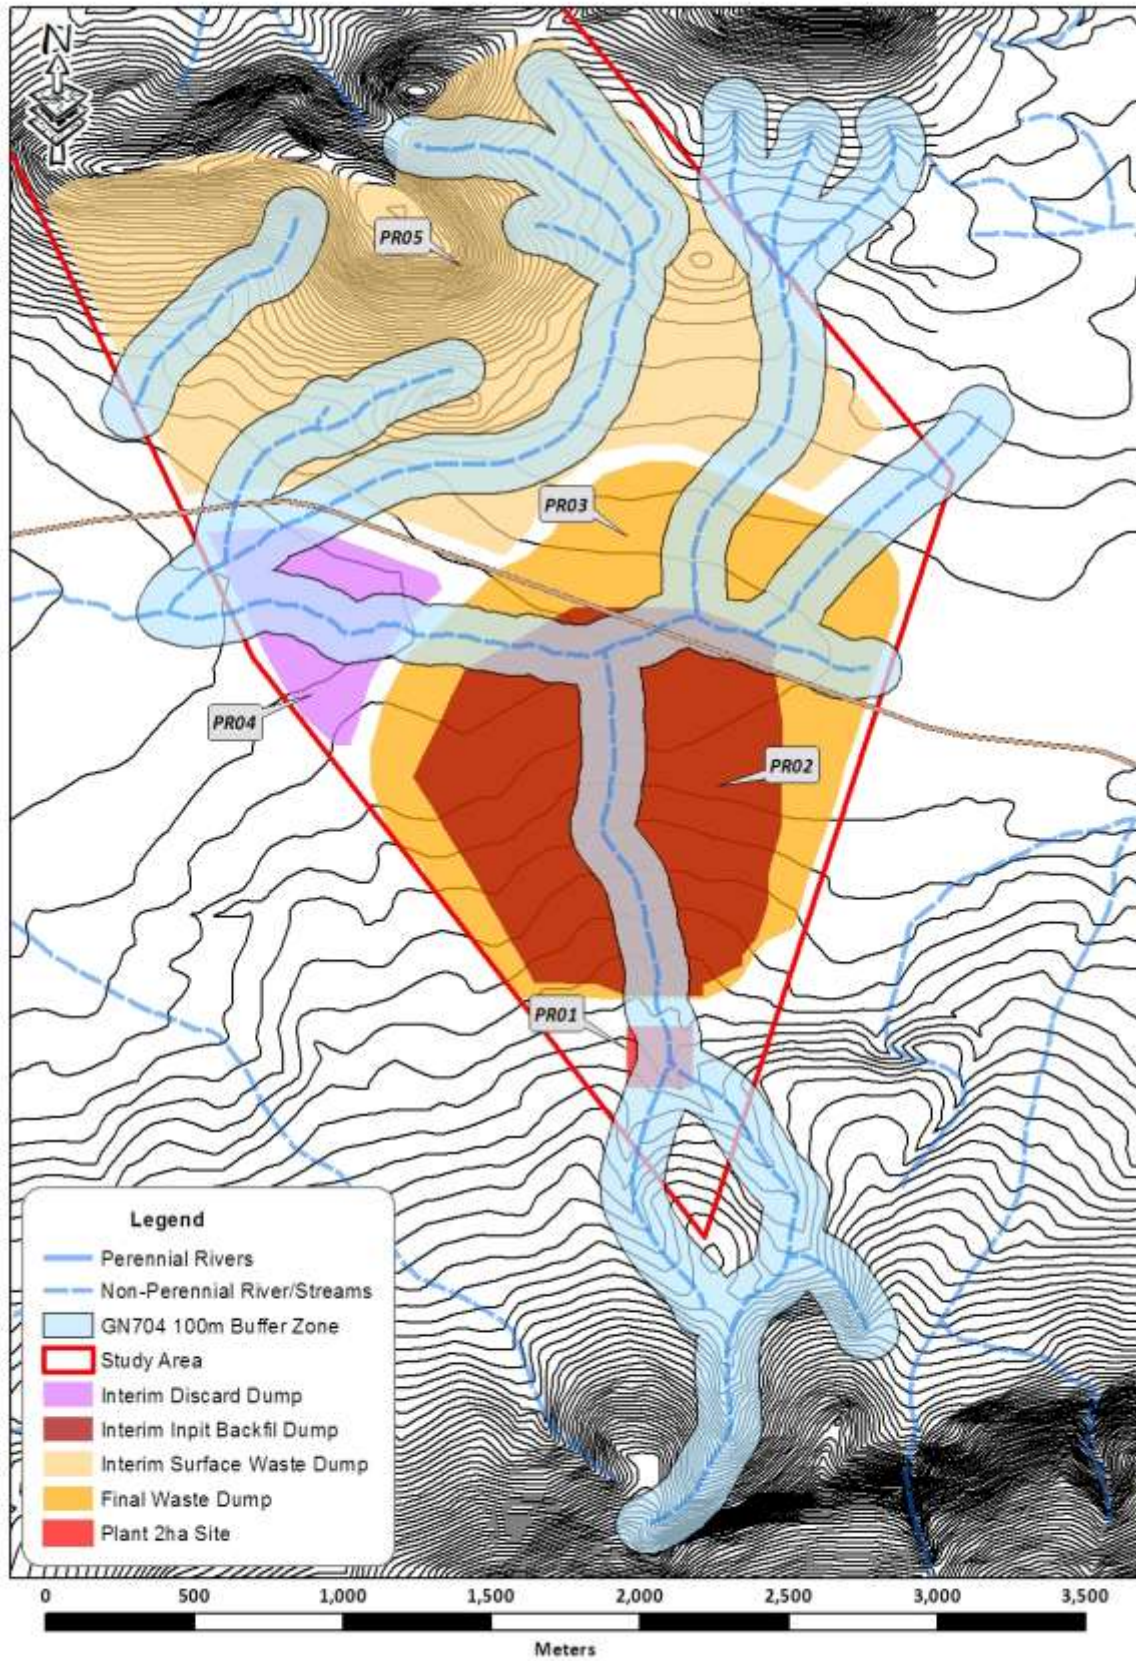 N
PR05
PR03
PR04
PR02
PR01
Legend
Perennial Rivers
Non-Perennial River/Streams
GN704 100m Buffer Zone
Study Area
Interim Discard Dump
Interim Inpit Backfil Dump
Interim Surface Waste Dump
Final Waste Dump
Plant 2ha Site
0 500 1,000 1,500 2,000 2,500 3,000 3,500
Meters